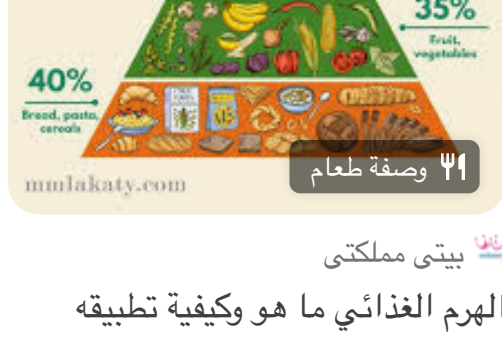 35%
Fruit,
vegetables
40%
Bread, pasta,
cereals
mmlakaty.com
وصفة طعام
بيتى مملكتى
الهرم الغذائي ما هو وكيفية تطبيقه